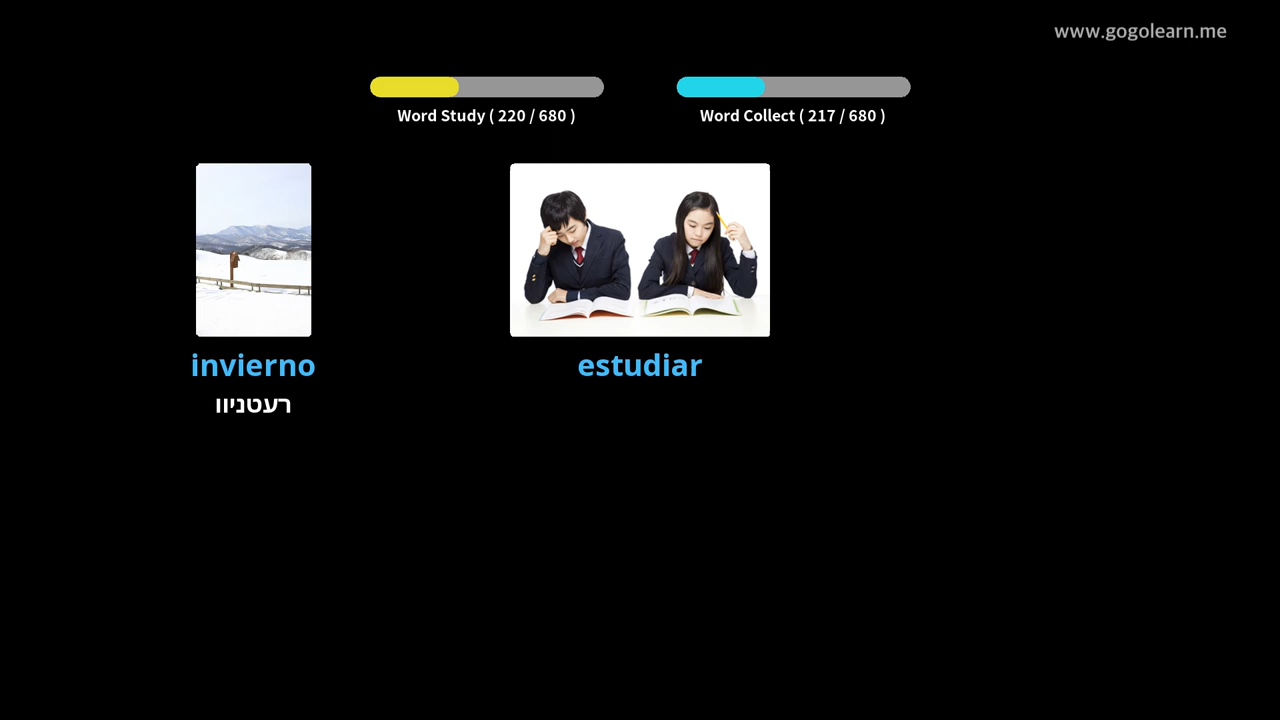 www.gogolearn.me
Word Study ( 220 / 680 )
Word Collect ( 217 / 680 )
invierno
רעטניוו
estudiar